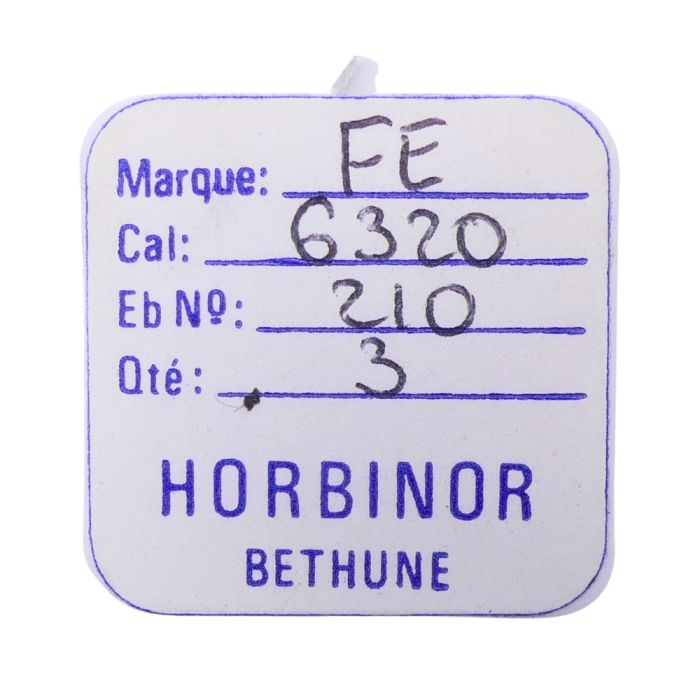 Marque: FE
Cal: 6320
Eb Nº: 210
Qté: 3
HORBINOR
BETHUNE